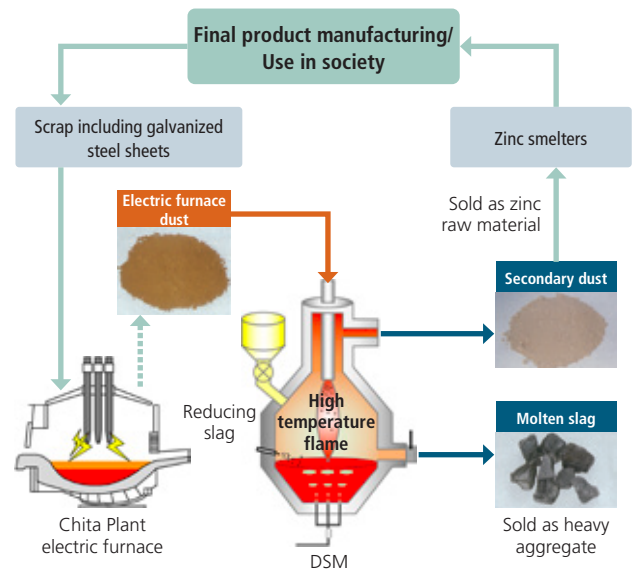 Final product manufacturing/
Use in society
Scrap including galvanized
steel sheets
Zinc smelters
Electric furnace
dust
Sold as zinc
raw material
Secondary dust
Reducing
slag
High
temperature
flame
Molten slag
Chita Plant
electric furnace
DSM
Sold as heavy
aggregate